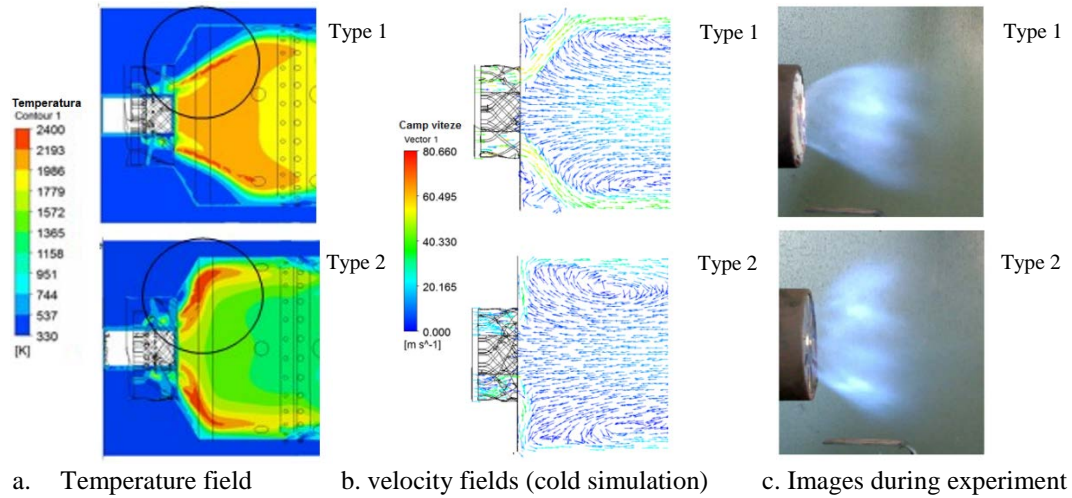 Type 1
Type 1
Type 1
Temperatura
Contour 1
2400
2193
1986
1779
1572
1365
1158
951
744
537
330
[K]
Camp viteze
Vector 1
80.660
60.495
40.330
20.165
0.000
[m s^-1]
Type 2
Type 2
Type 2
a. Temperature field
b. velocity fields (cold simulation)
c. Images during experiment